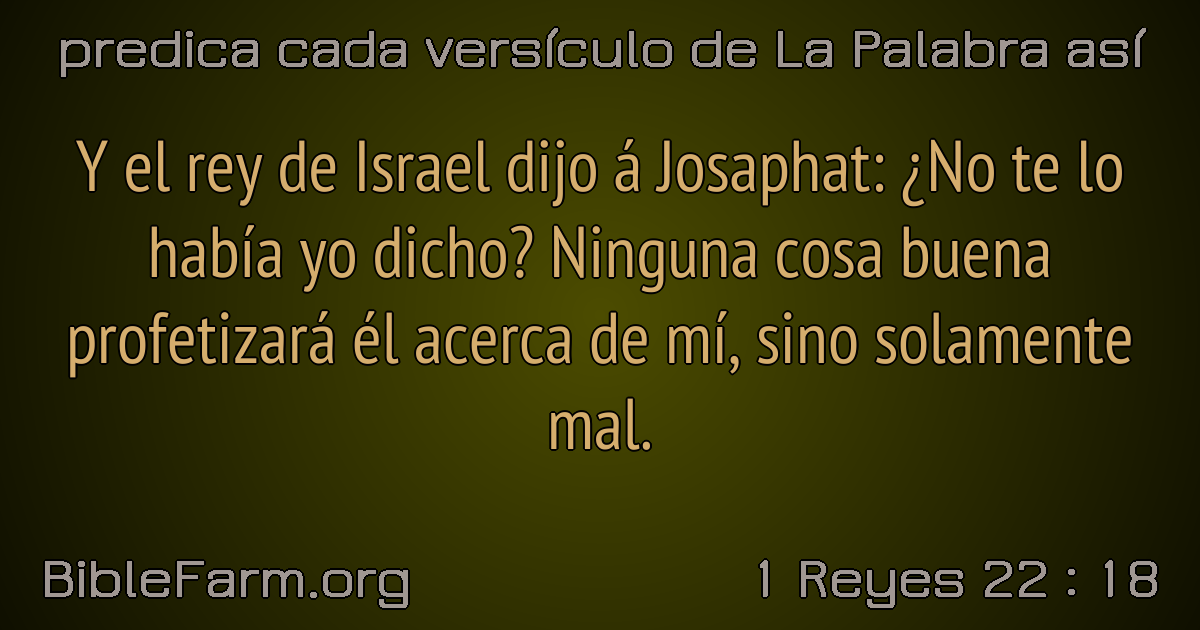 predica cada versículo de La Palabra así
Y el rey de Israel dijo á Josaphat: ¿No te lo
había yo dicho? Ninguna cosa buena
profetizará él acerca de mí, sino solamente
mal.
BibleFarm.org
1 Reyes 22 : 18